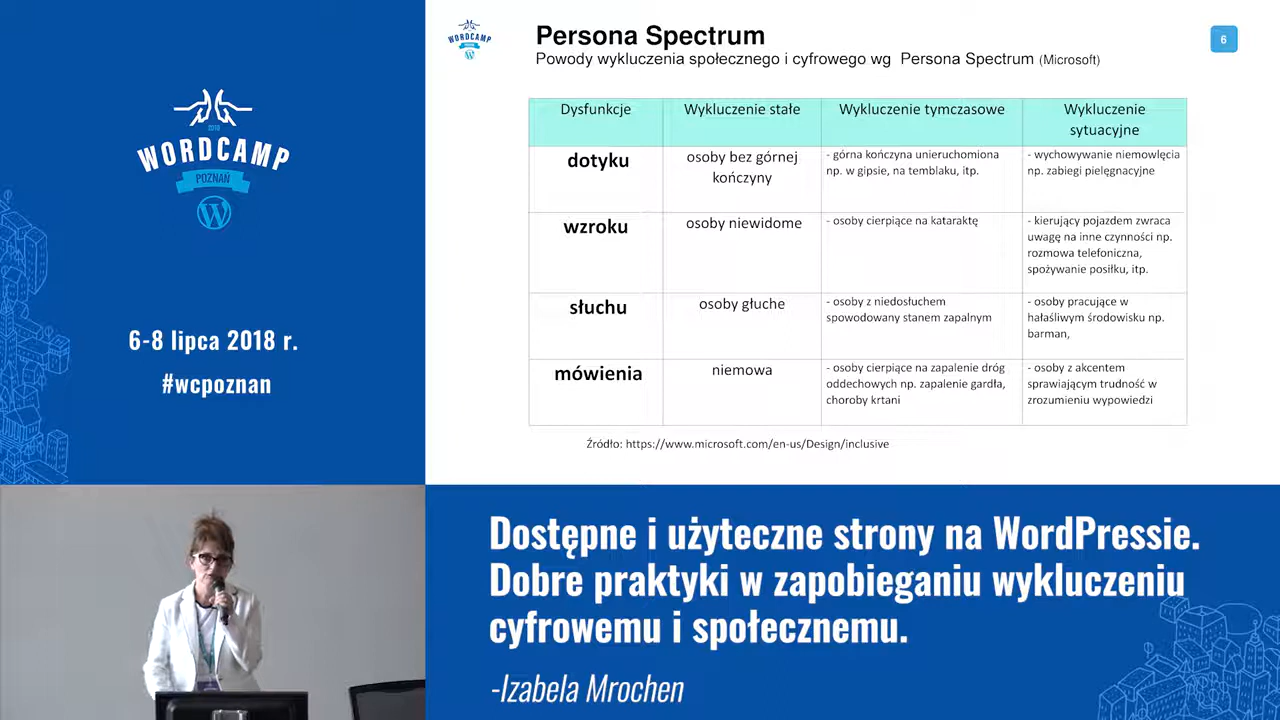 2018
WORDCAMP
POZNAŃ
6-8 lipca 2018 r.
#wcpoznan
WORDCAMP
Persona Spectrum
Powody wykluczenia społecznego i cyfrowego wg Persona Spectrum (Microsoft)
6
Dysfunkcje
Wykluczenie stałe
Wykluczenie tymczasowe
Wykluczenie
sytuacyjne
dotyku
osoby bez górnej
kończyny
- górna kończyna unieruchomiona
np. w gipsie, na temblaku, itp.
- wychowywanie niemowlęcia
np. zabiegi pielęgnacyjne
wzroku
osoby niewidome
- osoby cierpiące na kataraktę
- kierujący pojazdem zwraca
uwagę na inne czynności np.
rozmowa telefoniczna,
spożywanie posiłku, itp.
słuchu
osoby głuche
- osoby z niedosłuchem
spowodowany stanem zapalnym
- osoby pracujące w
hałaśliwym środowisku np.
barman,
mówienia
niemowa
- osoby cierpiące na zapalenie dróg
oddechowych np. zapalenie gardła,
choroby krtani
- osoby z akcentem
sprawiającym trudność w
zrozumieniu wypowiedzi
Źródło: https://www.microsoft.com/en-us/Design/inclusive
Dostępne i użyteczne strony na WordPressie.
Dobre praktyki w zapobieganiu wykluczeniu
cyfrowemu i społecznemu.
-Izabela Mrochen